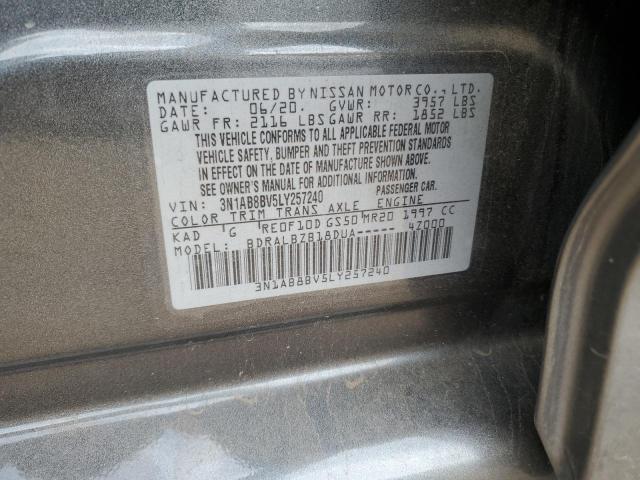 MANUFACTURED BY NISSAN MOTOR CO., LTD.
DATE: 06/20. GVWR: 3957 LBS
GAWR FR: 2116 LBS GAWR RR: 1852 LBS
THIS VEHICLE CONFORMS TO ALL APPLICABLE FEDERAL MOTOR
VEHICLE SAFETY, BUMPER AND THEFT PREVENTION STANDARDS
IN EFFECT ON THE DATE OF MANUFACTURE SHOWN ABOVE.
SEE OWNER'S MANUAL FOR ADDITIONAL INFORMATION.
VIN: 3N1AB8BV5LY257240 PASSENGER CAR.
COLOR TRIM TRANS AXLE ENGINE
KAD G RE0F10D GS50 MR20 1997 CC
MODEL: BDRALBZB18DUA----- 4Z000
3N1AB8BV5LY257240